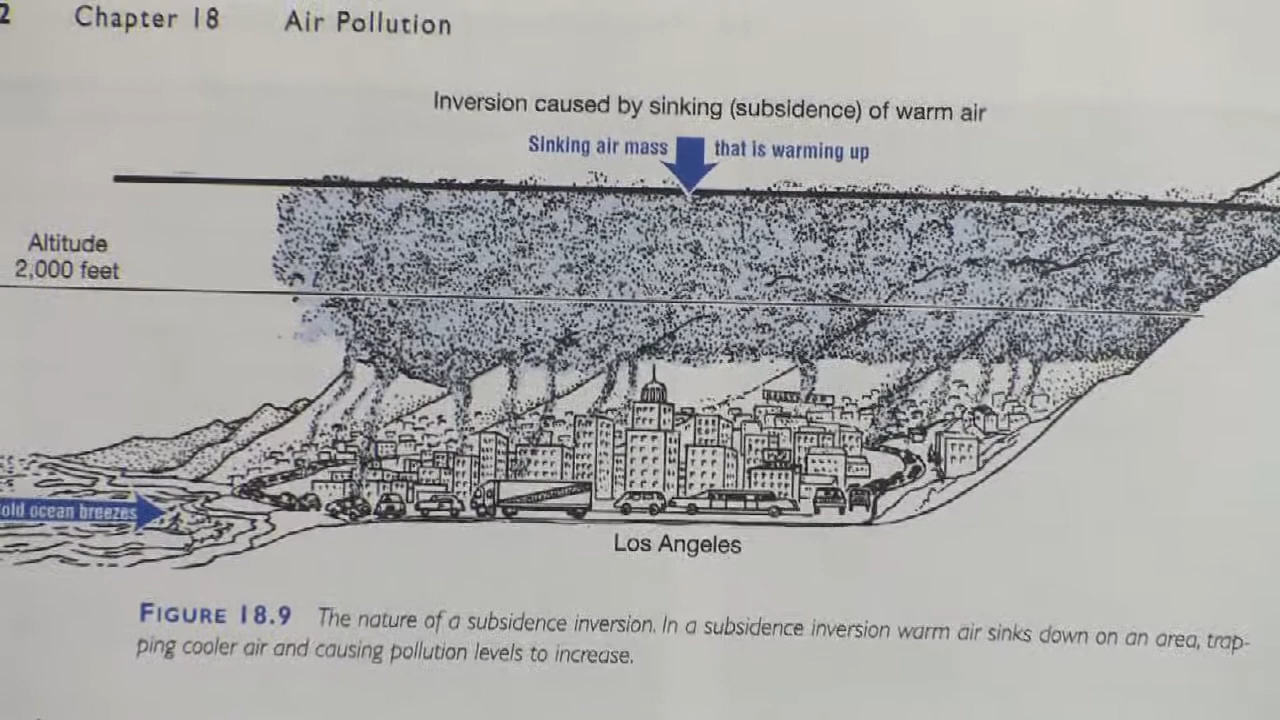 2 Chapter 18 Air Pollution
Inversion caused by sinking (subsidence) of warm air
Sinking air mass that is warming up
Altitude
2,000 feet
old ocean breezes
Los Angeles
FIGURE 18.9 The nature of a subsidence inversion. In a subsidence inversion warm air sinks down on an area, trap-
ping cooler air and causing pollution levels to increase.